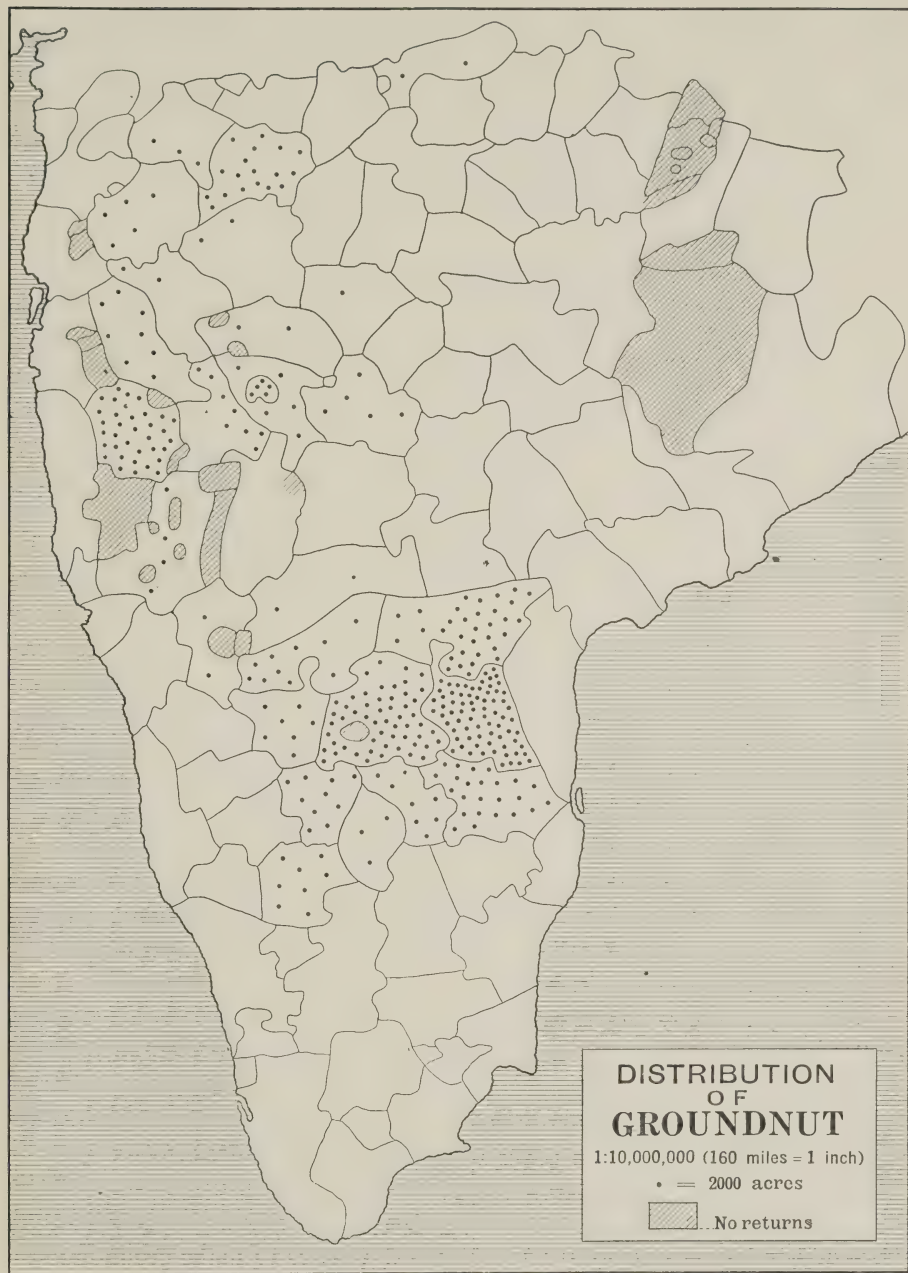 DISTRIBUTION
OF
GROUNDNUT
1:10,000,000 (160 miles = 1 inch)
• = 2000 acres
No returns